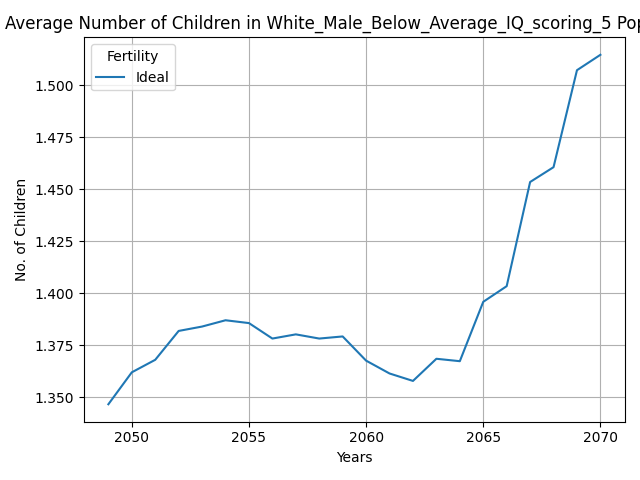 Average Number of Children in White_Male_Below_Average_IQ_scoring_5 Pop
Fertility
Ideal
No. of Children
1.500
1.475
1.450
1.425
1.400
1.375
1.350
2050 2055 2060 2065 2070
Years